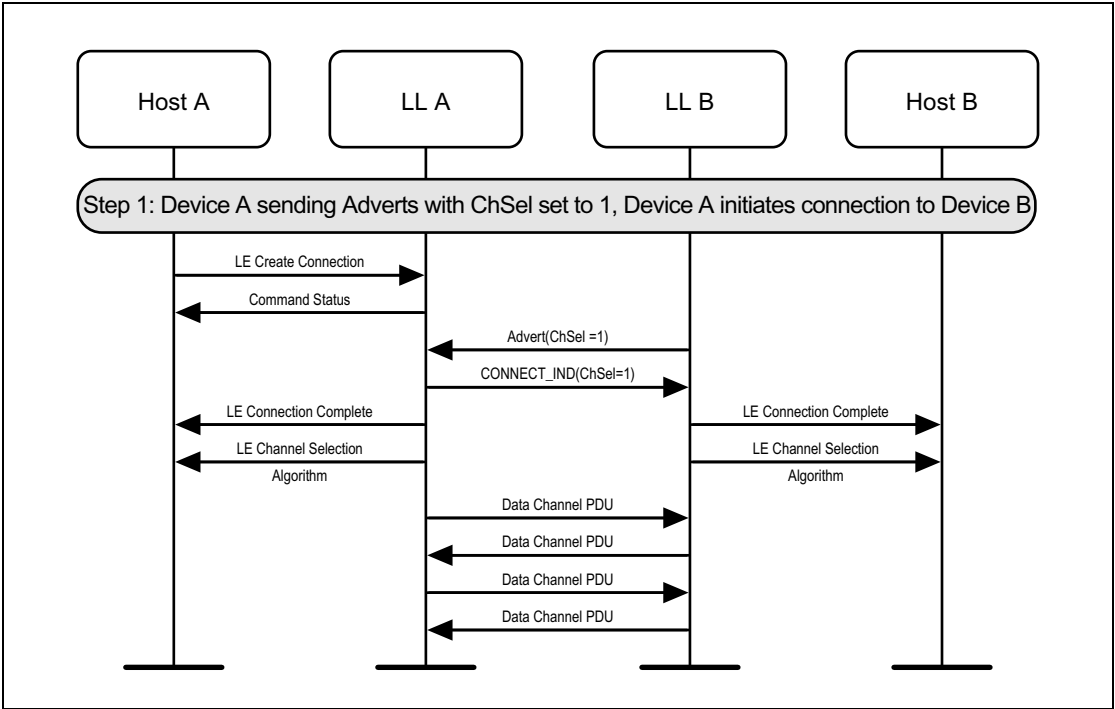 Host A LL A LL B Host B
Step 1: Device A sending Adverts with ChSel set to 1, Device A initiates connection to Device B
LE Create Connection
Command Status
Advert(ChSel =1)
CONNECT_IND(ChSel=1)
LE Connection Complete LE Connection Complete
LE Channel Selection LE Channel Selection
Algorithm Algorithm
Data Channel PDU
Data Channel PDU
Data Channel PDU
Data Channel PDU